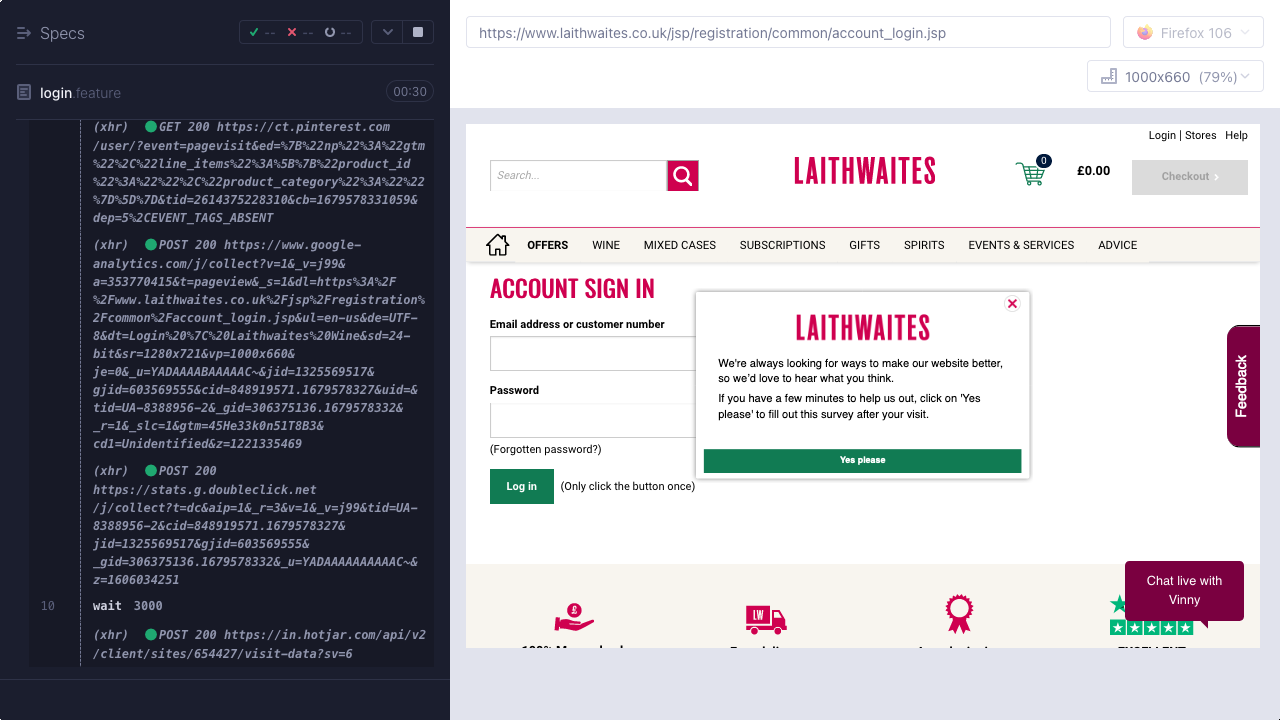 Specs
--
--
--
login.feature
00:30
(xhr) GET 200 https://ct.pinterest.com
/user/?event=pagevisit&ed=%7B%22np%22%3A%22gtm
%22%2C%22line_items%22%3A%5B%7B%22product_id
%22%3A%22%22%2C%22product_category%22%3A%22%22
%7D%5D%7D&tid=2614375228310&cb=1679578331059&
dep=5%2CEVENT_TAGS_ABSENT
(xhr) POST 200 https://www.google-
analytics.com/j/collect?v=1&_v=j99&
a=353770415&t=pageview&_s=1&dl=https%3A%2F
%2Fwww.laithwaites.co.uk%2Fjsp%2Fregistration%
2Fcommon%2Faccount_login.jsp&ul=en-us&de=UTF-
8&dt=Login%20%7C%20Laithwaites%20Wine&sd=24-
bit&sr=1280x721&vp=1000x660&
je=0&_u=YADAAAABAAAAAC~&jid=1325569517&
gjid=603569555&cid=848919571.1679578327&uid=&
tid=UA-8388956-2&_gid=306375136.1679578332&
_r=1&_slc=1&gtm=45He33k0n51T8B3&
cd1=Unidentified&z=1221335469
(xhr) POST 200
https://stats.g.doubleclick.net
/j/collect?t=dc&aip=1&_r=3&v=1&_v=j99&tid=UA-
8388956-2&cid=848919571.1679578327&
jid=1325569517&gjid=603569555&
_gid=306375136.1679578332&_u=YADAAAAAAAAAAC~&
z=1606034251
10 wait 3000
(xhr) POST 200 https://in.hotjar.com/api/v2
/client/sites/654427/visit-data?sv=6
https://www.laithwaites.co.uk/jsp/registration/common/account_login.jsp
Firefox 106
1000x660 (79%)
Login | Stores Help
Search...
LAITHWAITES
0
£0.00
Checkout
OFFERS WINE MIXED CASES SUBSCRIPTIONS GIFTS SPIRITS EVENTS & SERVICES ADVICE
ACCOUNT SIGN IN
Email address or customer number
Password
(Forgotten password?)
Log in
(Only click the button once)
LAITHWAITES
We're always looking for ways to make our website better,
so we'd love to hear what you think.
If you have a few minutes to help us out, click on 'Yes
please' to fill out this survey after your visit.
Yes please
Feedback
Chat live with
Vinny
£
LW